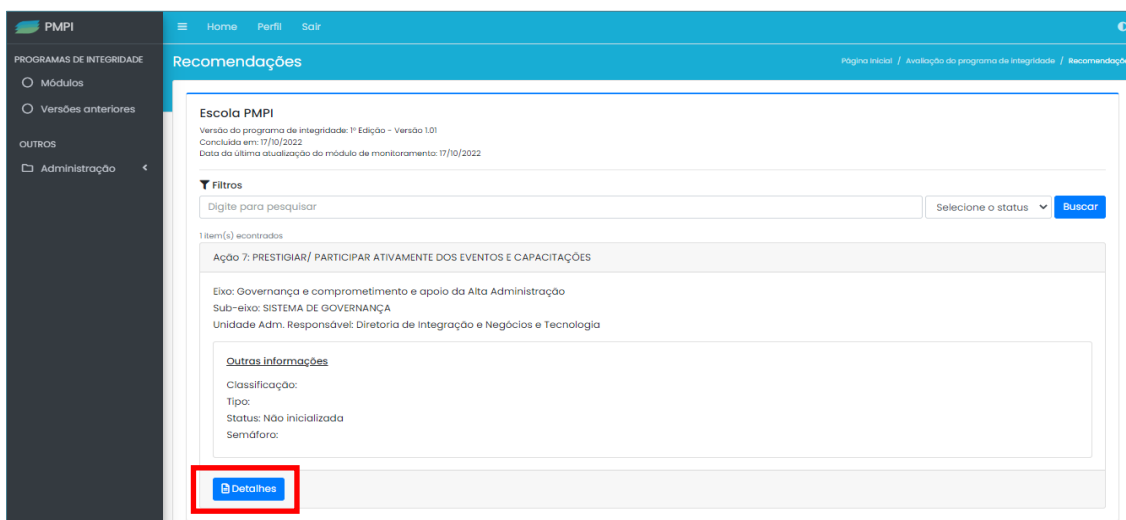 PMPI
Home Perfil Sair
PROGRAMAS DE INTEGRIDADE
Módulos
Versões anteriores
OUTROS
Administração
Recomendações
Página Inicial / Avaliação do programa de integridade / Recomendaçõ
Escola PMPI
Versão do programa de integridade: 1º Edição - Versão 1.01
Concluída em: 17/10/2022
Data da última atualização do módulo de monitoramento: 17/10/2022
Filtros
Digite para pesquisar
Selecione o status
Buscar
1 item(s) econtrados
Ação 7: PRESTIGIAR/ PARTICIPAR ATIVAMENTE DOS EVENTOS E CAPACITAÇÕES
Eixo: Governança e comprometimento e apoio da Alta Administração
Sub-eixo: SISTEMA DE GOVERNANÇA
Unidade Adm. Responsável: Diretoria de Integração e Negócios e Tecnologia
Outras informações
Classificação:
Tipo:
Status: Não inicializada
Semáforo:
Detalhes